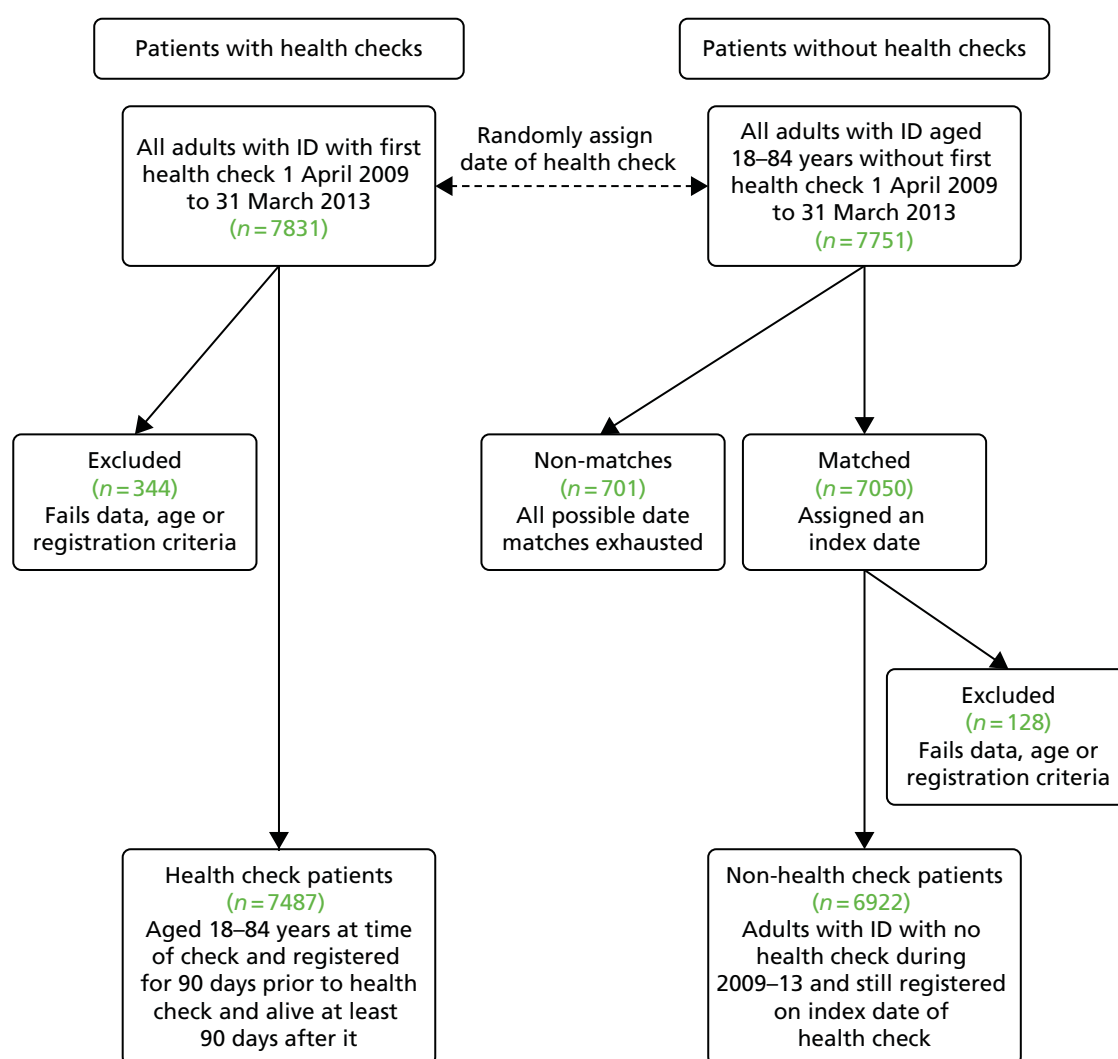 Patients with health checks
Patients without health checks
All adults with ID with first
health check 1 April 2009
to 31 March 2013
(n=7831)
Randomly assign
date of health check
All adults with ID aged
18–84 years without first
health check 1 April 2009
to 31 March 2013
(n=7751)
Excluded
(n=344)
Fails data, age or
registration criteria
Non-matches
(n=701)
All possible date
matches exhausted
Matched
(n=7050)
Assigned an
index date
Excluded
(n=128)
Fails data, age or
registration criteria
Health check patients
(n=7487)
Aged 18–84 years at time
of check and registered
for 90 days prior to health
check and alive at least
90 days after it
Non-health check patients
(n=6922)
Adults with ID with no
health check during
2009–13 and still registered
on index date of
health check